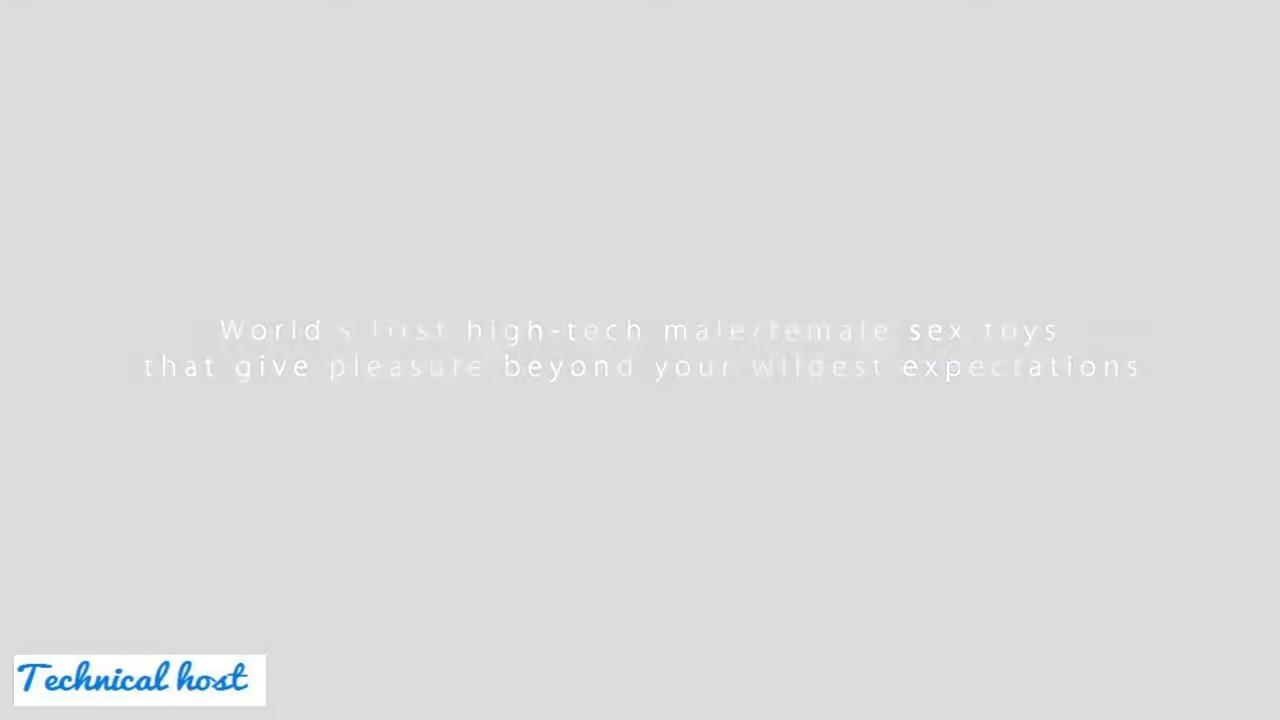 World's first high-tech male/female sex toys
that give pleasure beyond your wildest expectations
Technical host